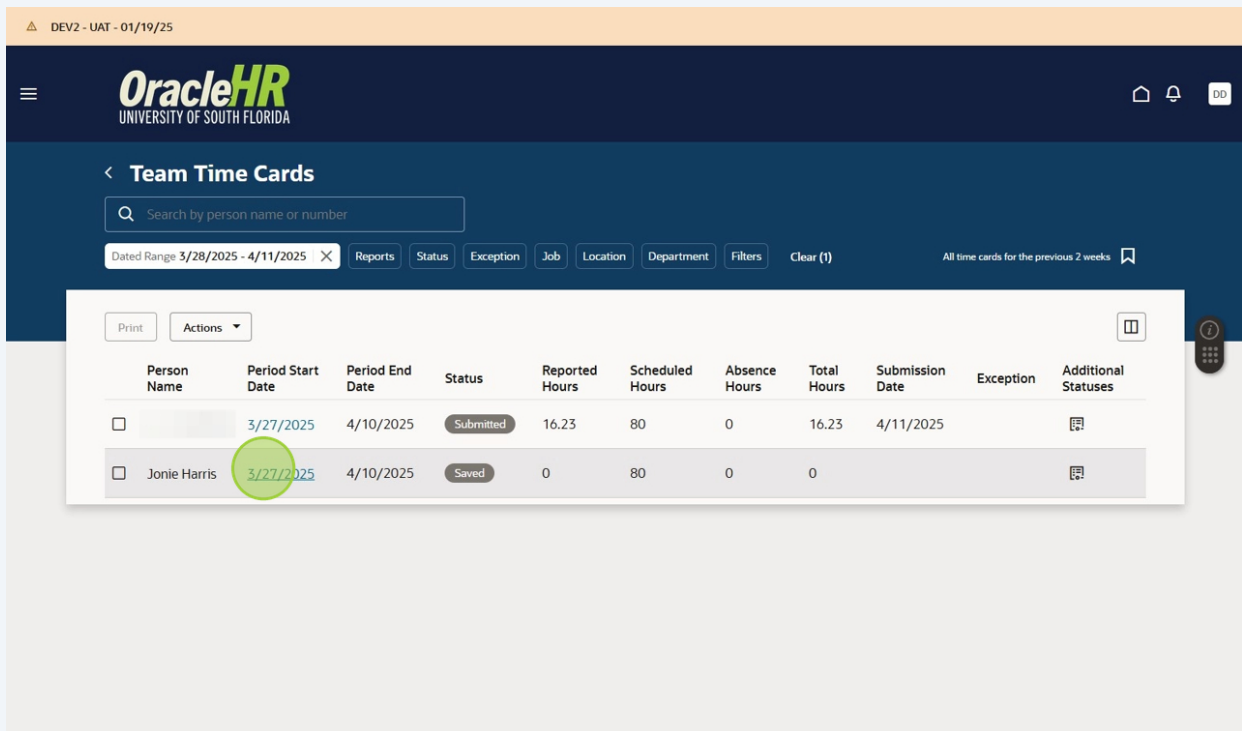 DEV2 - UAT - 01/19/25
OracleHR
UNIVERSITY OF SOUTH FLORIDA
DD
Team Time Cards
Search by person name or number
Dated Range 3/28/2025 - 4/11/2025 Reports Status Exception Job Location Department Filters Clear (1) All time cards for the previous 2 weeks
Print Actions
Person Name Period Start Date Period End Date Status Reported Hours Scheduled Hours Absence Hours Total Hours Submission Date Exception Additional Statuses
3/27/2025 4/10/2025 Submitted 16.23 80 0 16.23 4/11/2025
Jonie Harris 3/27/2025 4/10/2025 Saved 0 80 0 0